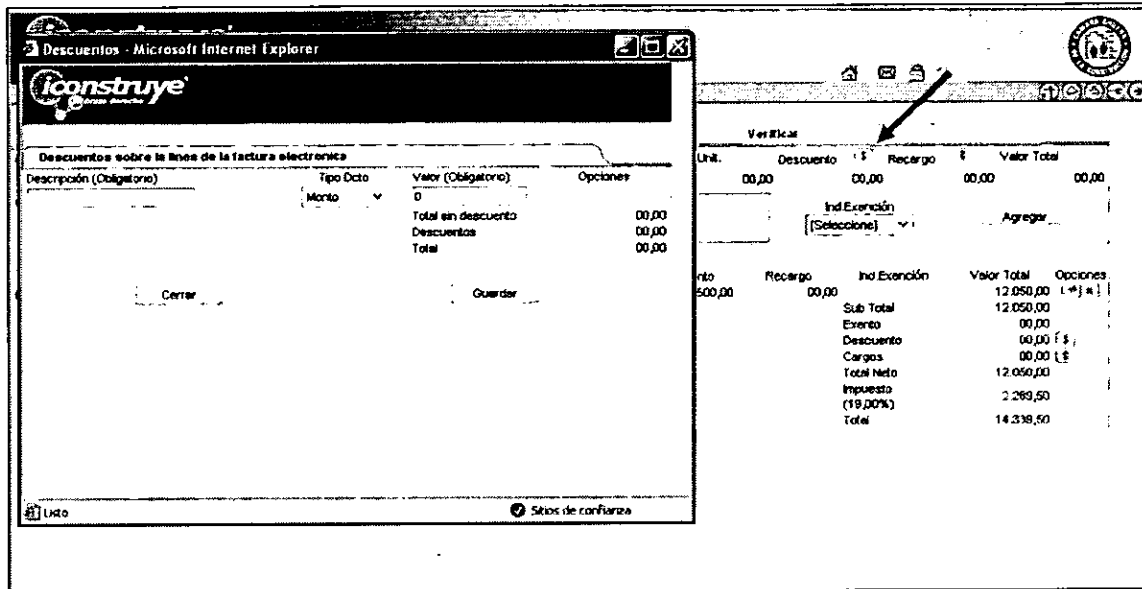 Descuentos - Microsoft Internet Explorer
iconstruye
Descuentos sobre la linea de la factura electronica
Descripción (Obligatorio) Tipo Dcto Valor (Obligatorio) Opciones
Monto 0
Total sin descuento 00,00
Descuentos 00,00
Total 00,00
Cerrar Guardar
Listo Sitios de confianza
Verificar
Unit. Descuento $ Recargo $ Valor Total
00,00 00,00 00,00 00,00
Ind.Exención
[Seleccione] Agregar
nto Recargo Ind.Exención Valor Total Opciones
500,00 00,00 12.050,00
Sub Total 12.050,00
Exento 00,00
Descuento 00,00 $
Cargos 00,00 $
Total Neto 12.050,00
Impuesto (19,00%) 2.289,50
Total 14.339,50